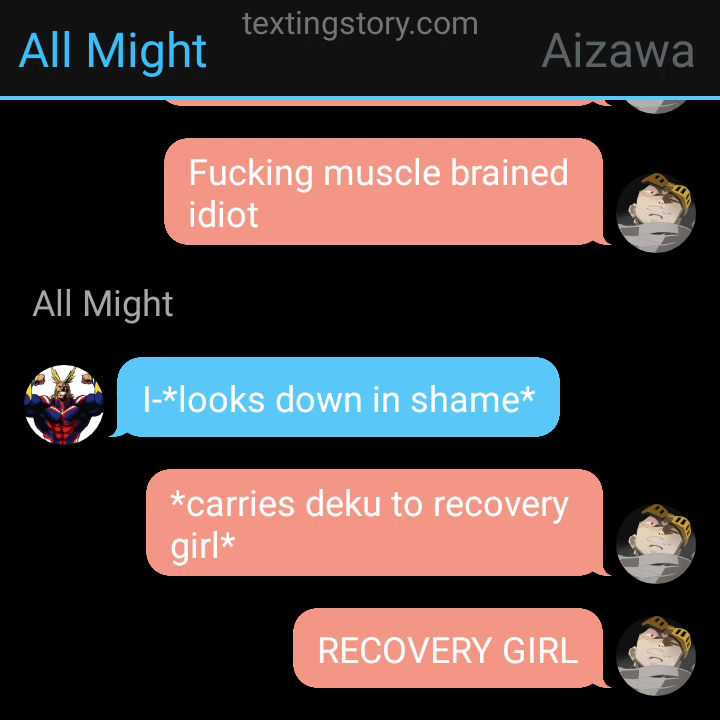 textingstory.com
All Might
Aizawa
Fucking muscle brained
idiot
All Might
I-*looks down in shame*
*carries deku to recovery
girl*
RECOVERY GIRL